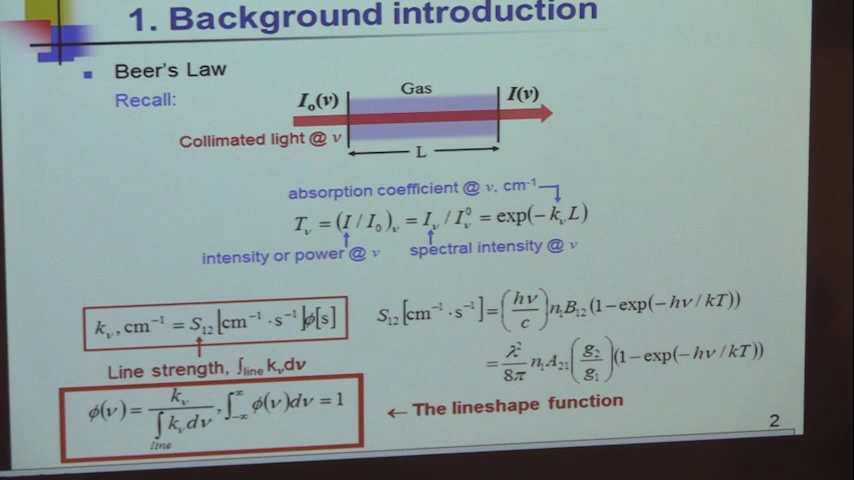 1. Background introduction
Beer's Law
Recall:
I₀(ν)
Gas
I(ν)
Collimated light @ ν
L
absorption coefficient @ ν, cm⁻¹
T_ν = (I / I₀)_ν = I_ν / I_ν⁰ = exp(−k_ν L)
intensity or power @ ν
spectral intensity @ ν
k_ν, cm⁻¹ = S₁₂[cm⁻¹ · s⁻¹]ϕ[s]
S₁₂[cm⁻¹ · s⁻¹] = (hν / c) n₁B₁₂(1 − exp(−hν / kT))
Line strength, ∫line k_ν dν
= λ² / 8π n₁A₂₁(g₂ / g₁)(1 − exp(−hν / kT))
ϕ(ν) = k_ν / ∫line k_ν dν , ∫_−∞^∞ ϕ(ν)dν = 1
← The lineshape function
2